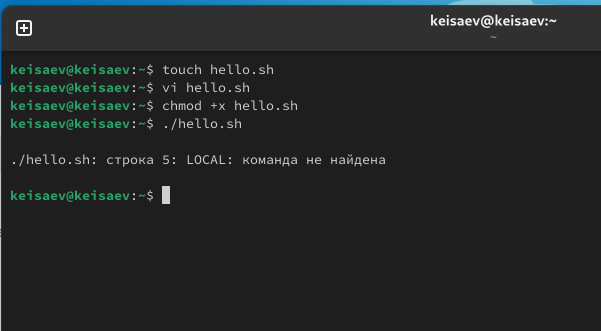 keisaev@keisaev:~
~
keisaev@keisaev:~$ touch hello.sh
keisaev@keisaev:~$ vi hello.sh
keisaev@keisaev:~$ chmod +x hello.sh
keisaev@keisaev:~$ ./hello.sh
./hello.sh: строка 5: LOCAL: команда не найдена
keisaev@keisaev:~$